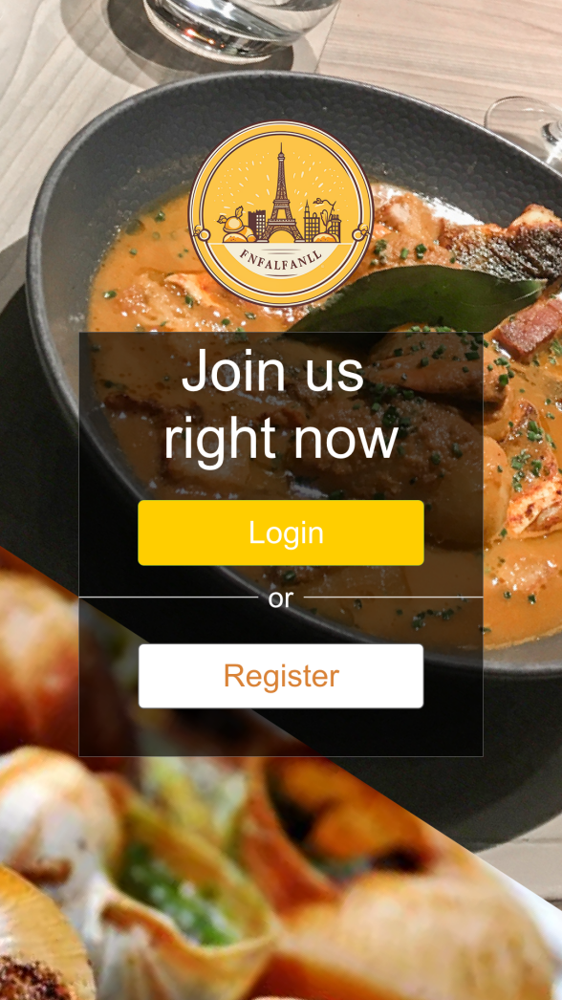 FNFALFANLL
Join us
right now
Login
or
Register